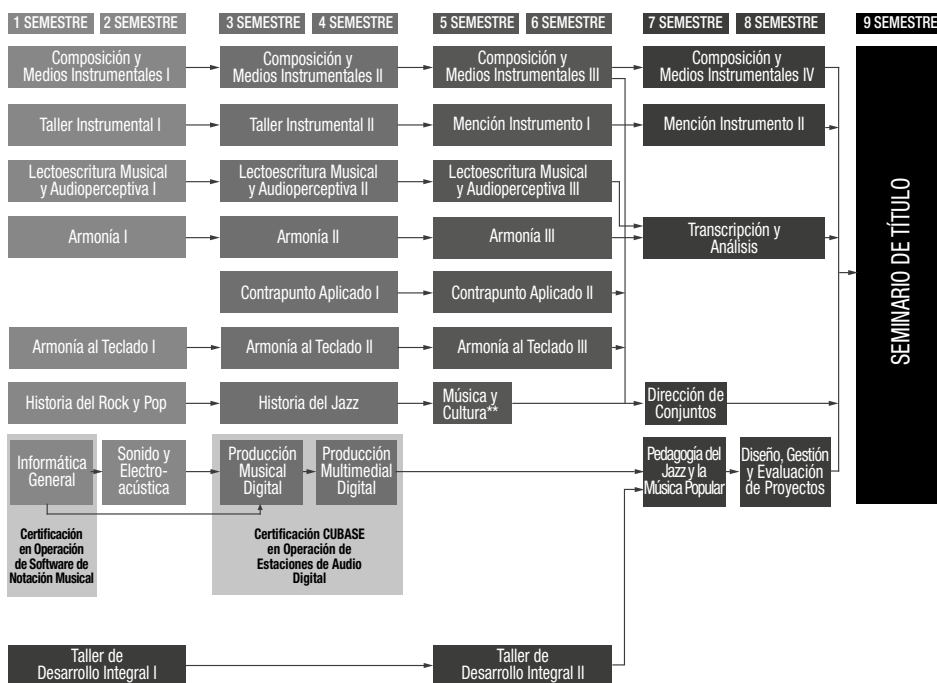 1 SEMESTRE 2 SEMESTRE 3 SEMESTRE 4 SEMESTRE 5 SEMESTRE 6 SEMESTRE 7 SEMESTRE 8 SEMESTRE 9 SEMESTRE
Composición y
Medios Instrumentales I
Composición y
Medios Instrumentales II
Composición y
Medios Instrumentales III
Composición y
Medios Instrumentales IV
Taller Instrumental I
Taller Instrumental II
Mención Instrumento I
Mención Instrumento II
Lectoescritura Musical
y Audioperceptiva I
Lectoescritura Musical
y Audioperceptiva II
Lectoescritura Musical
y Audioperceptiva III
Armonía I
Armonía II
Armonía III
Transcripción y
Análisis
Contrapunto Aplicado I
Contrapunto Aplicado II
Armonía al Teclado I
Armonía al Teclado II
Armonía al Teclado III
Historia del Rock y Pop
Historia del Jazz
Música y
Cultura**
Dirección de
Conjuntos
Informática
General
Sonido y
Electro-
acústica
Producción
Musical
Digital
Producción
Multimedial
Digital
Pedagogía del
Jazz y la
Música Popular
Diseño, Gestión
y Evaluación
de Proyectos
Certificación
en Operación
de Software de
Notación Musical
Certificación CUBASE
en Operación de
Estaciones de Audio
Digital
Taller de
Desarrollo Integral I
Taller de
Desarrollo Integral II
SEMINARIO DE TÍTULO